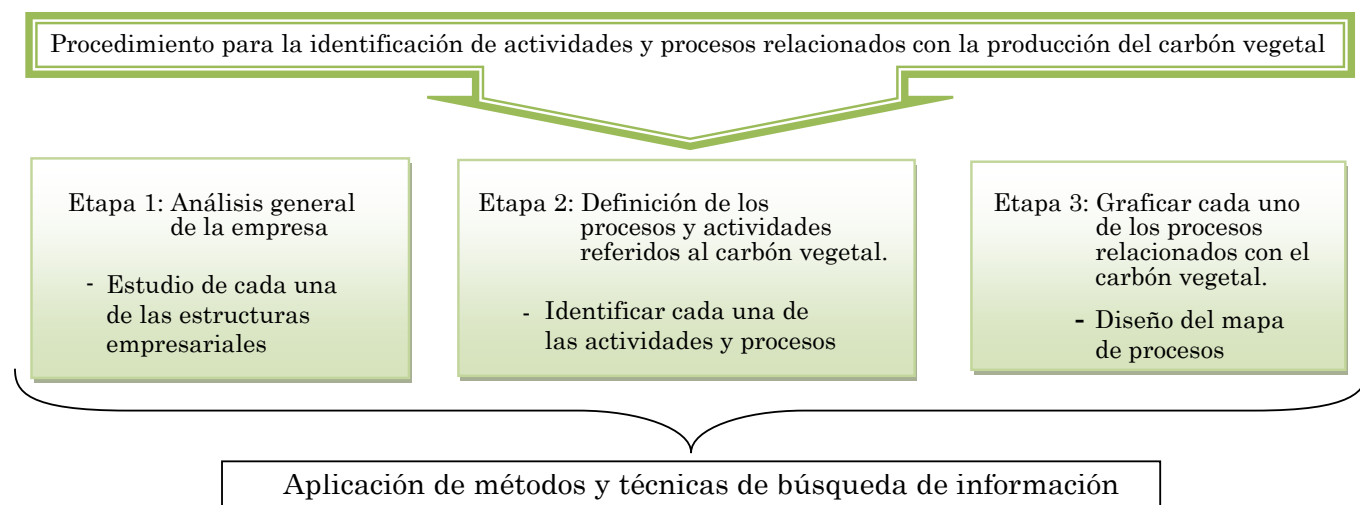 Procedimiento para la identificación de actividades y procesos relacionados con la producción del carbón vegetal
Etapa 1: Análisis general
de la empresa
- Estudio de cada una
de las estructuras
empresariales
Etapa 2: Definición de los
procesos y actividades
referidos al carbón vegetal.
- Identificar cada una de
las actividades y procesos
Etapa 3: Graficar cada uno
de los procesos
relacionados con el
carbón vegetal.
- Diseño del mapa
de procesos
Aplicación de métodos y técnicas de búsqueda de información